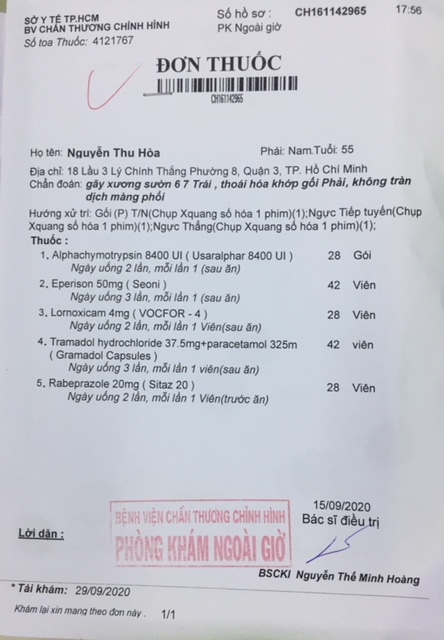 SỞ Y TẾ TP.HCM
BV CHẤN THƯƠNG CHỈNH HÌNH
Số toa Thuốc: 4121767
Số hồ sơ : CH161142965 17:56
PK Ngoài giờ
ĐƠN THUỐC
CH161142965
Họ tên: Nguyễn Thu Hòa Phái: Nam.Tuổi: 55
Địa chỉ: 18 Lầu 3 Lý Chính Thắng Phường 8, Quận 3, TP. Hồ Chí Minh
Chẩn đoán: gãy xương sườn 6 7 Trái , thoái hóa khớp gối Phải, không tràn
dịch màng phổi
Hướng xử trí: Gối (P) T/N(Chụp Xquang số hóa 1 phim)(1);Ngực Tiếp tuyến(Chụp
Xquang số hóa 1 phim)(1);Ngực Thẳng(Chụp Xquang số hóa 1 phim)(1);
Thuốc :
1. Alphachymotrypsin 8400 UI ( Usaralphar 8400 UI ) 28 Gói
Ngày uống 2 lần, mỗi lần 1 (sau ăn)
2. Eperison 50mg ( Seoni ) 42 Viên
Ngày uống 3 lần, mỗi lần 1 (sau ăn)
3. Lornoxicam 4mg ( VOCFOR - 4 ) 28 Viên
Ngày uống 2 lần, mỗi lần 1 Viên(sau ăn)
4. Tramadol hydrochloride 37.5mg+paracetamol 325m 42 viên
( Gramadol Capsules )
Ngày uống 3 lần, mỗi lần 1 viên(sau ăn)
5. Rabeprazole 20mg ( Sitaz 20 ) 28 Viên
Ngày uống 2 lần, mỗi lần 1 Viên(trước ăn)
15/09/2020
Bác sĩ điều trị
BỆNH VIỆN CHẤN THƯƠNG CHỈNH HÌNH
PHÒNG KHÁM NGOÀI GIỜ
Lời dặn :
BSCKI Nguyễn Thế Minh Hoàng
* Tái khám: 29/09/2020
Khám lại xin mang theo đơn này . 1/1